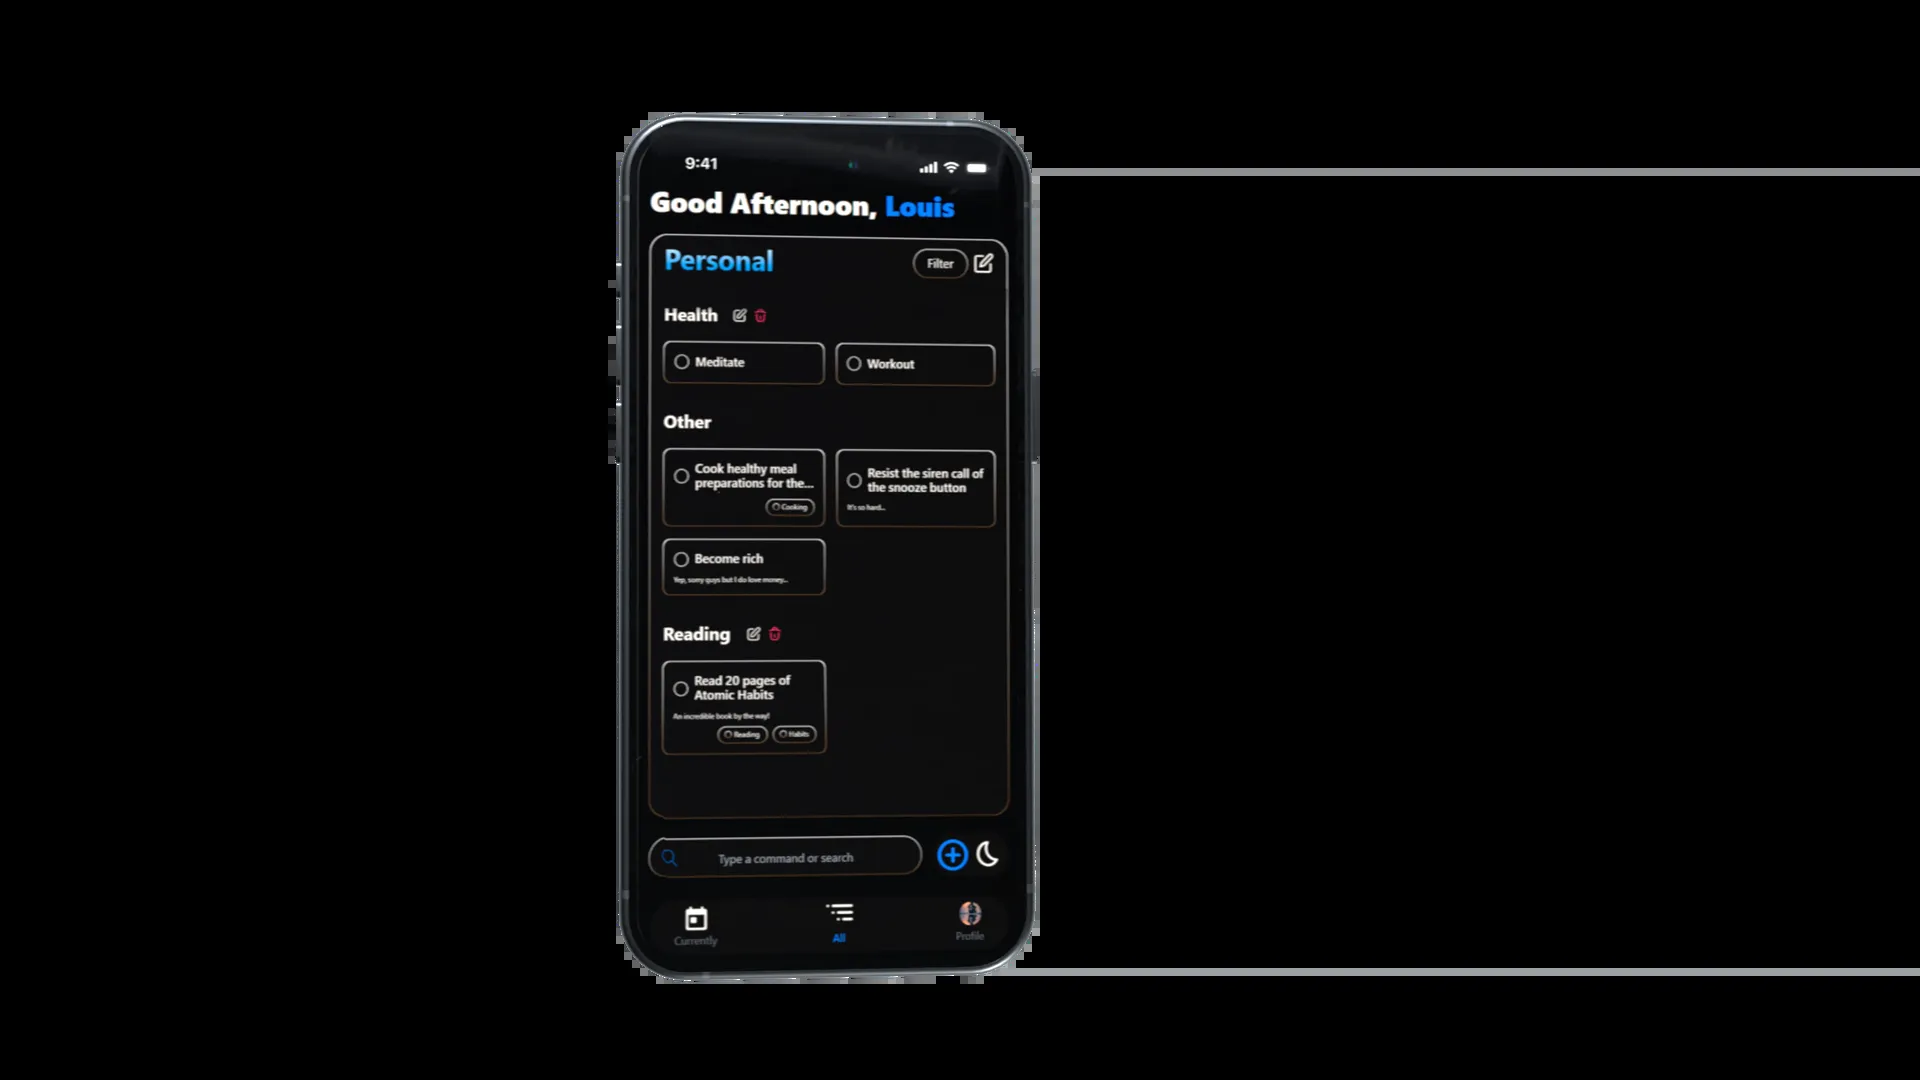 9:41
Good Afternoon, Louis
Personal
Filter
Health
Meditate
Workout
Other
Cook healthy meal
preparations for the...
Cooking
Resist the siren call of
the snooze button
It's so hard...
Become rich
Yep, sorry guys but I do love money...
Reading
Read 20 pages of
Atomic Habits
An incredible book by the way!
Reading
Habits
Type a command or search
Currently
All
Profile